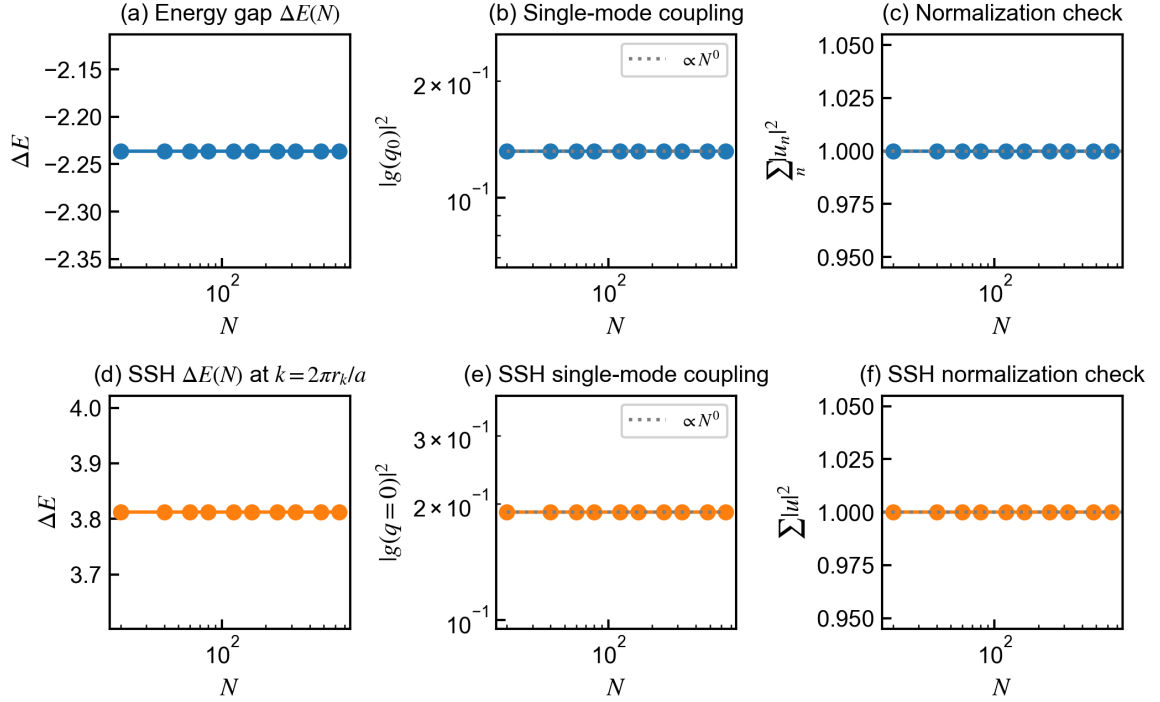 (a) Energy gap ΔE(N)
−2.15
−2.20
−2.25
−2.30
−2.35
ΔE
10²
N
(b) Single-mode coupling
∝N⁰
2 × 10⁻¹
10⁻¹
|g(q₀)|²
10²
N
(c) Normalization check
1.050
1.025
1.000
0.975
0.950
∑ₙ|uₙ|²
10²
N
(d) SSH ΔE(N) at k = 2πrₖ/a
4.0
3.9
3.8
3.7
ΔE
10²
N
(e) SSH single-mode coupling
∝N⁰
3 × 10⁻¹
2 × 10⁻¹
10⁻¹
|g(q = 0)|²
10²
N
(f) SSH normalization check
1.050
1.025
1.000
0.975
0.950
∑|u|²
10²
N